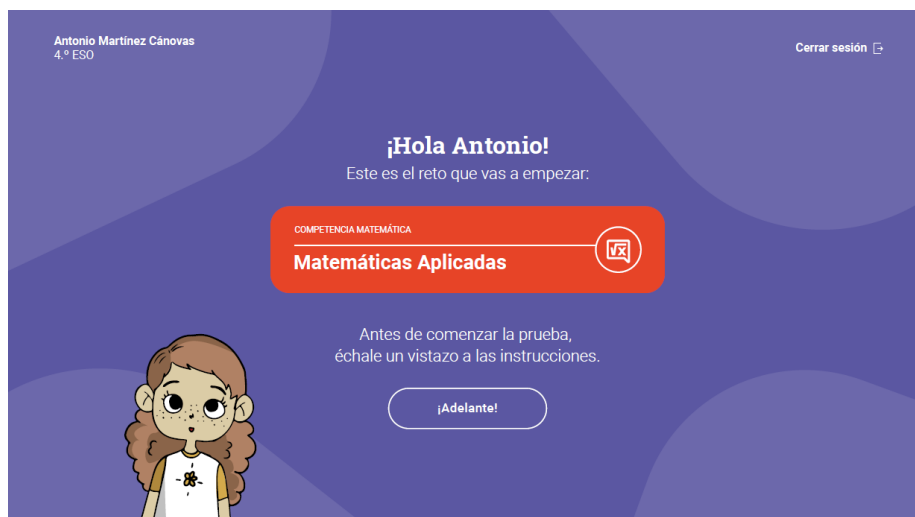 Antonio Martínez Cánovas
4.º ESO
Cerrar sesión
¡Hola Antonio!
Este es el reto que vas a empezar:
COMPETENCIA MATEMÁTICA
Matemáticas Aplicadas
√x
Antes de comenzar la prueba,
échale un vistazo a las instrucciones.
¡Adelante!